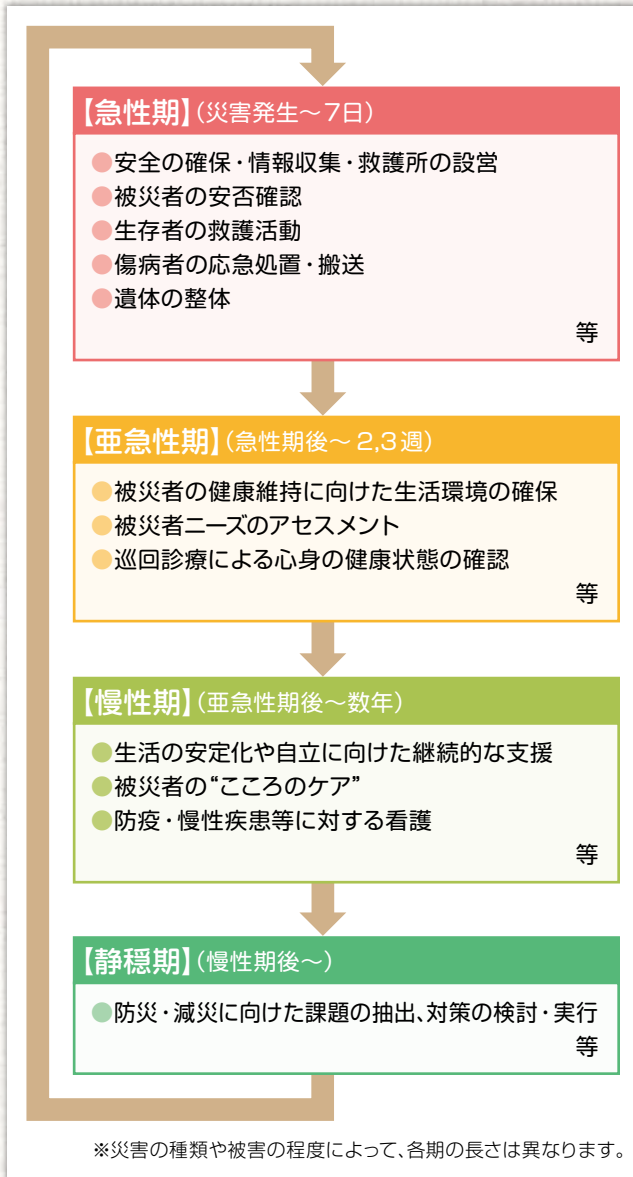 【急性期】(災害発生～7日)
●安全の確保・情報収集・救護所の設営
●被災者の安否確認
●生存者の救護活動
●傷病者の応急処置・搬送
●遺体の整体
等
【亜急性期】(急性期後～2,3週)
●被災者の健康維持に向けた生活環境の確保
●被災者ニーズのアセスメント
●巡回診療による心身の健康状態の確認
等
【慢性期】(亜急性期後～数年)
●生活の安定化や自立に向けた継続的な支援
●被災者の“こころのケア”
●防疫・慢性疾患等に対する看護
等
【静穏期】(慢性期後～)
●防災・減災に向けた課題の抽出、対策の検討・実行
等
※災害の種類や被害の程度によって、各期の長さは異なります。